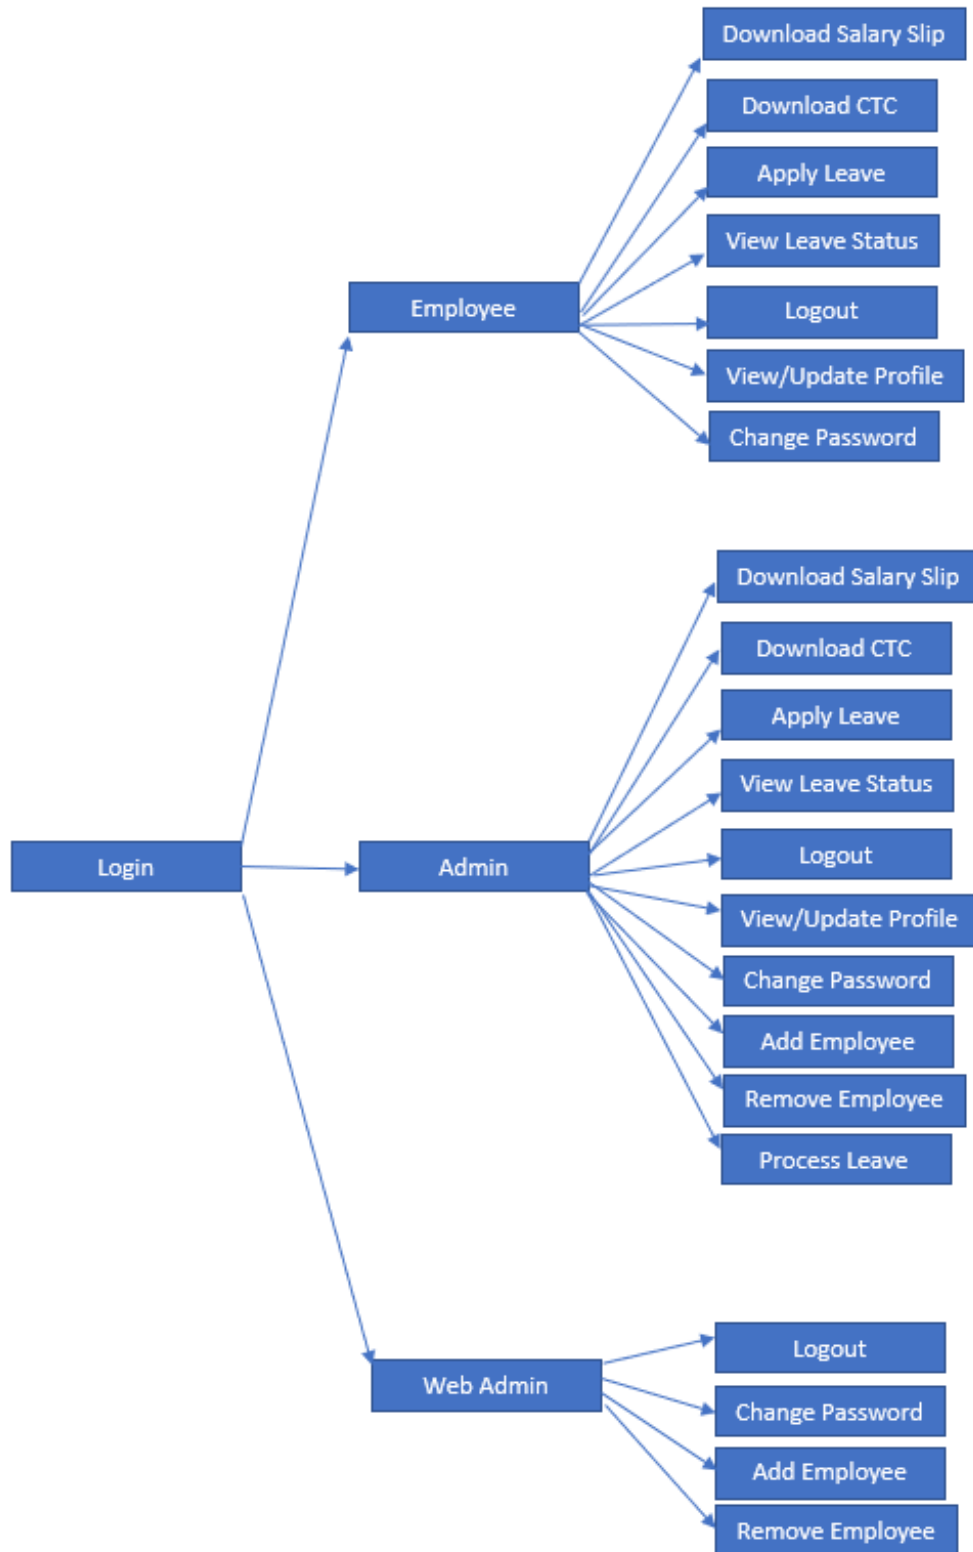 Download Salary Slip
Download CTC
Apply Leave
View Leave Status
Employee
Logout
View/Update Profile
Change Password
Download Salary Slip
Download CTC
Apply Leave
View Leave Status
Login
Admin
Logout
View/Update Profile
Change Password
Add Employee
Remove Employee
Process Leave
Logout
Web Admin
Change Password
Add Employee
Remove Employee